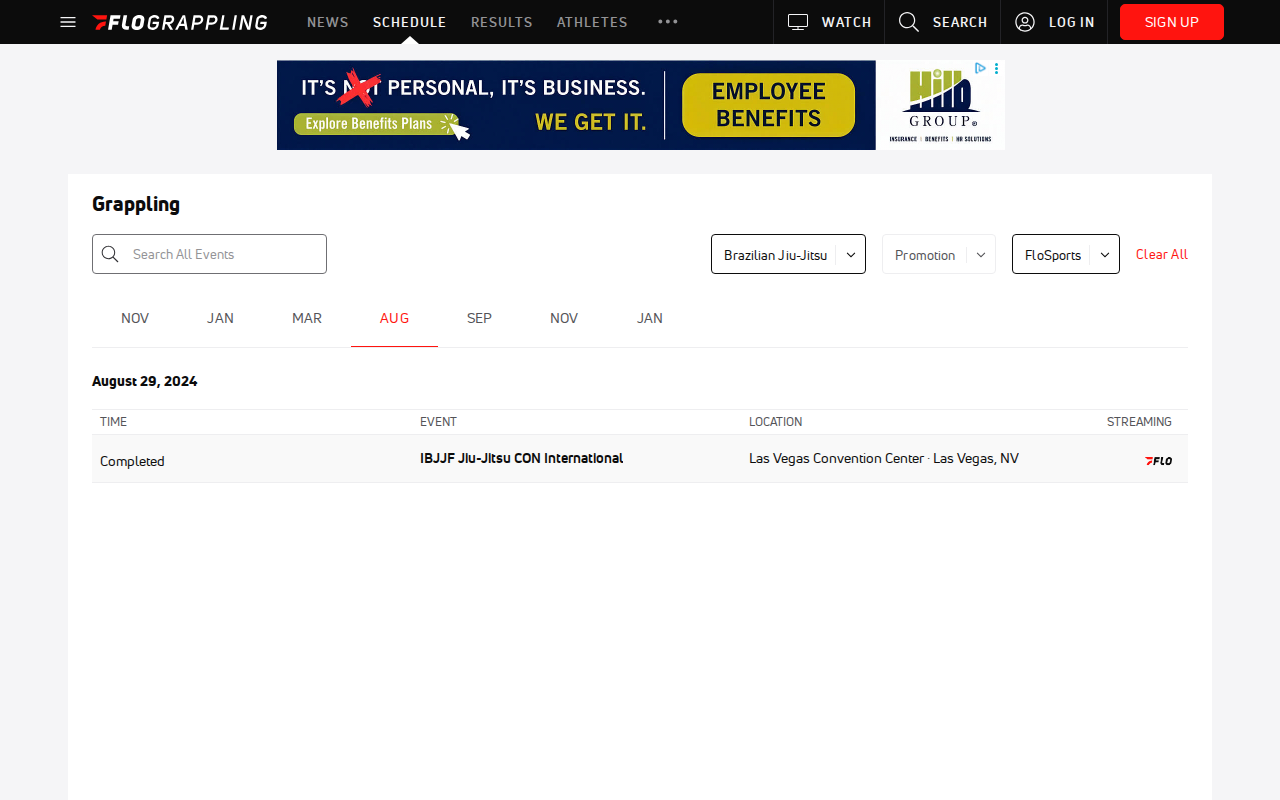 FLOGRAPPLING NEWS SCHEDULE RESULTS ATHLETES WATCH SEARCH LOG IN SIGN UP
IT'S NOT PERSONAL, IT'S BUSINESS.
Explore Benefits Plans
WE GET IT.
EMPLOYEE
BENEFITS
Hill
GROUP®
INSURANCE | BENEFITS | HR SOLUTIONS
Grappling
Search All Events Brazilian Jiu-Jitsu Promotion FloSports Clear All
NOV JAN MAR AUG SEP NOV JAN
August 29, 2024
TIME EVENT LOCATION STREAMING
Completed IBJJF Jiu-Jitsu CON International Las Vegas Convention Center · Las Vegas, NV FLO